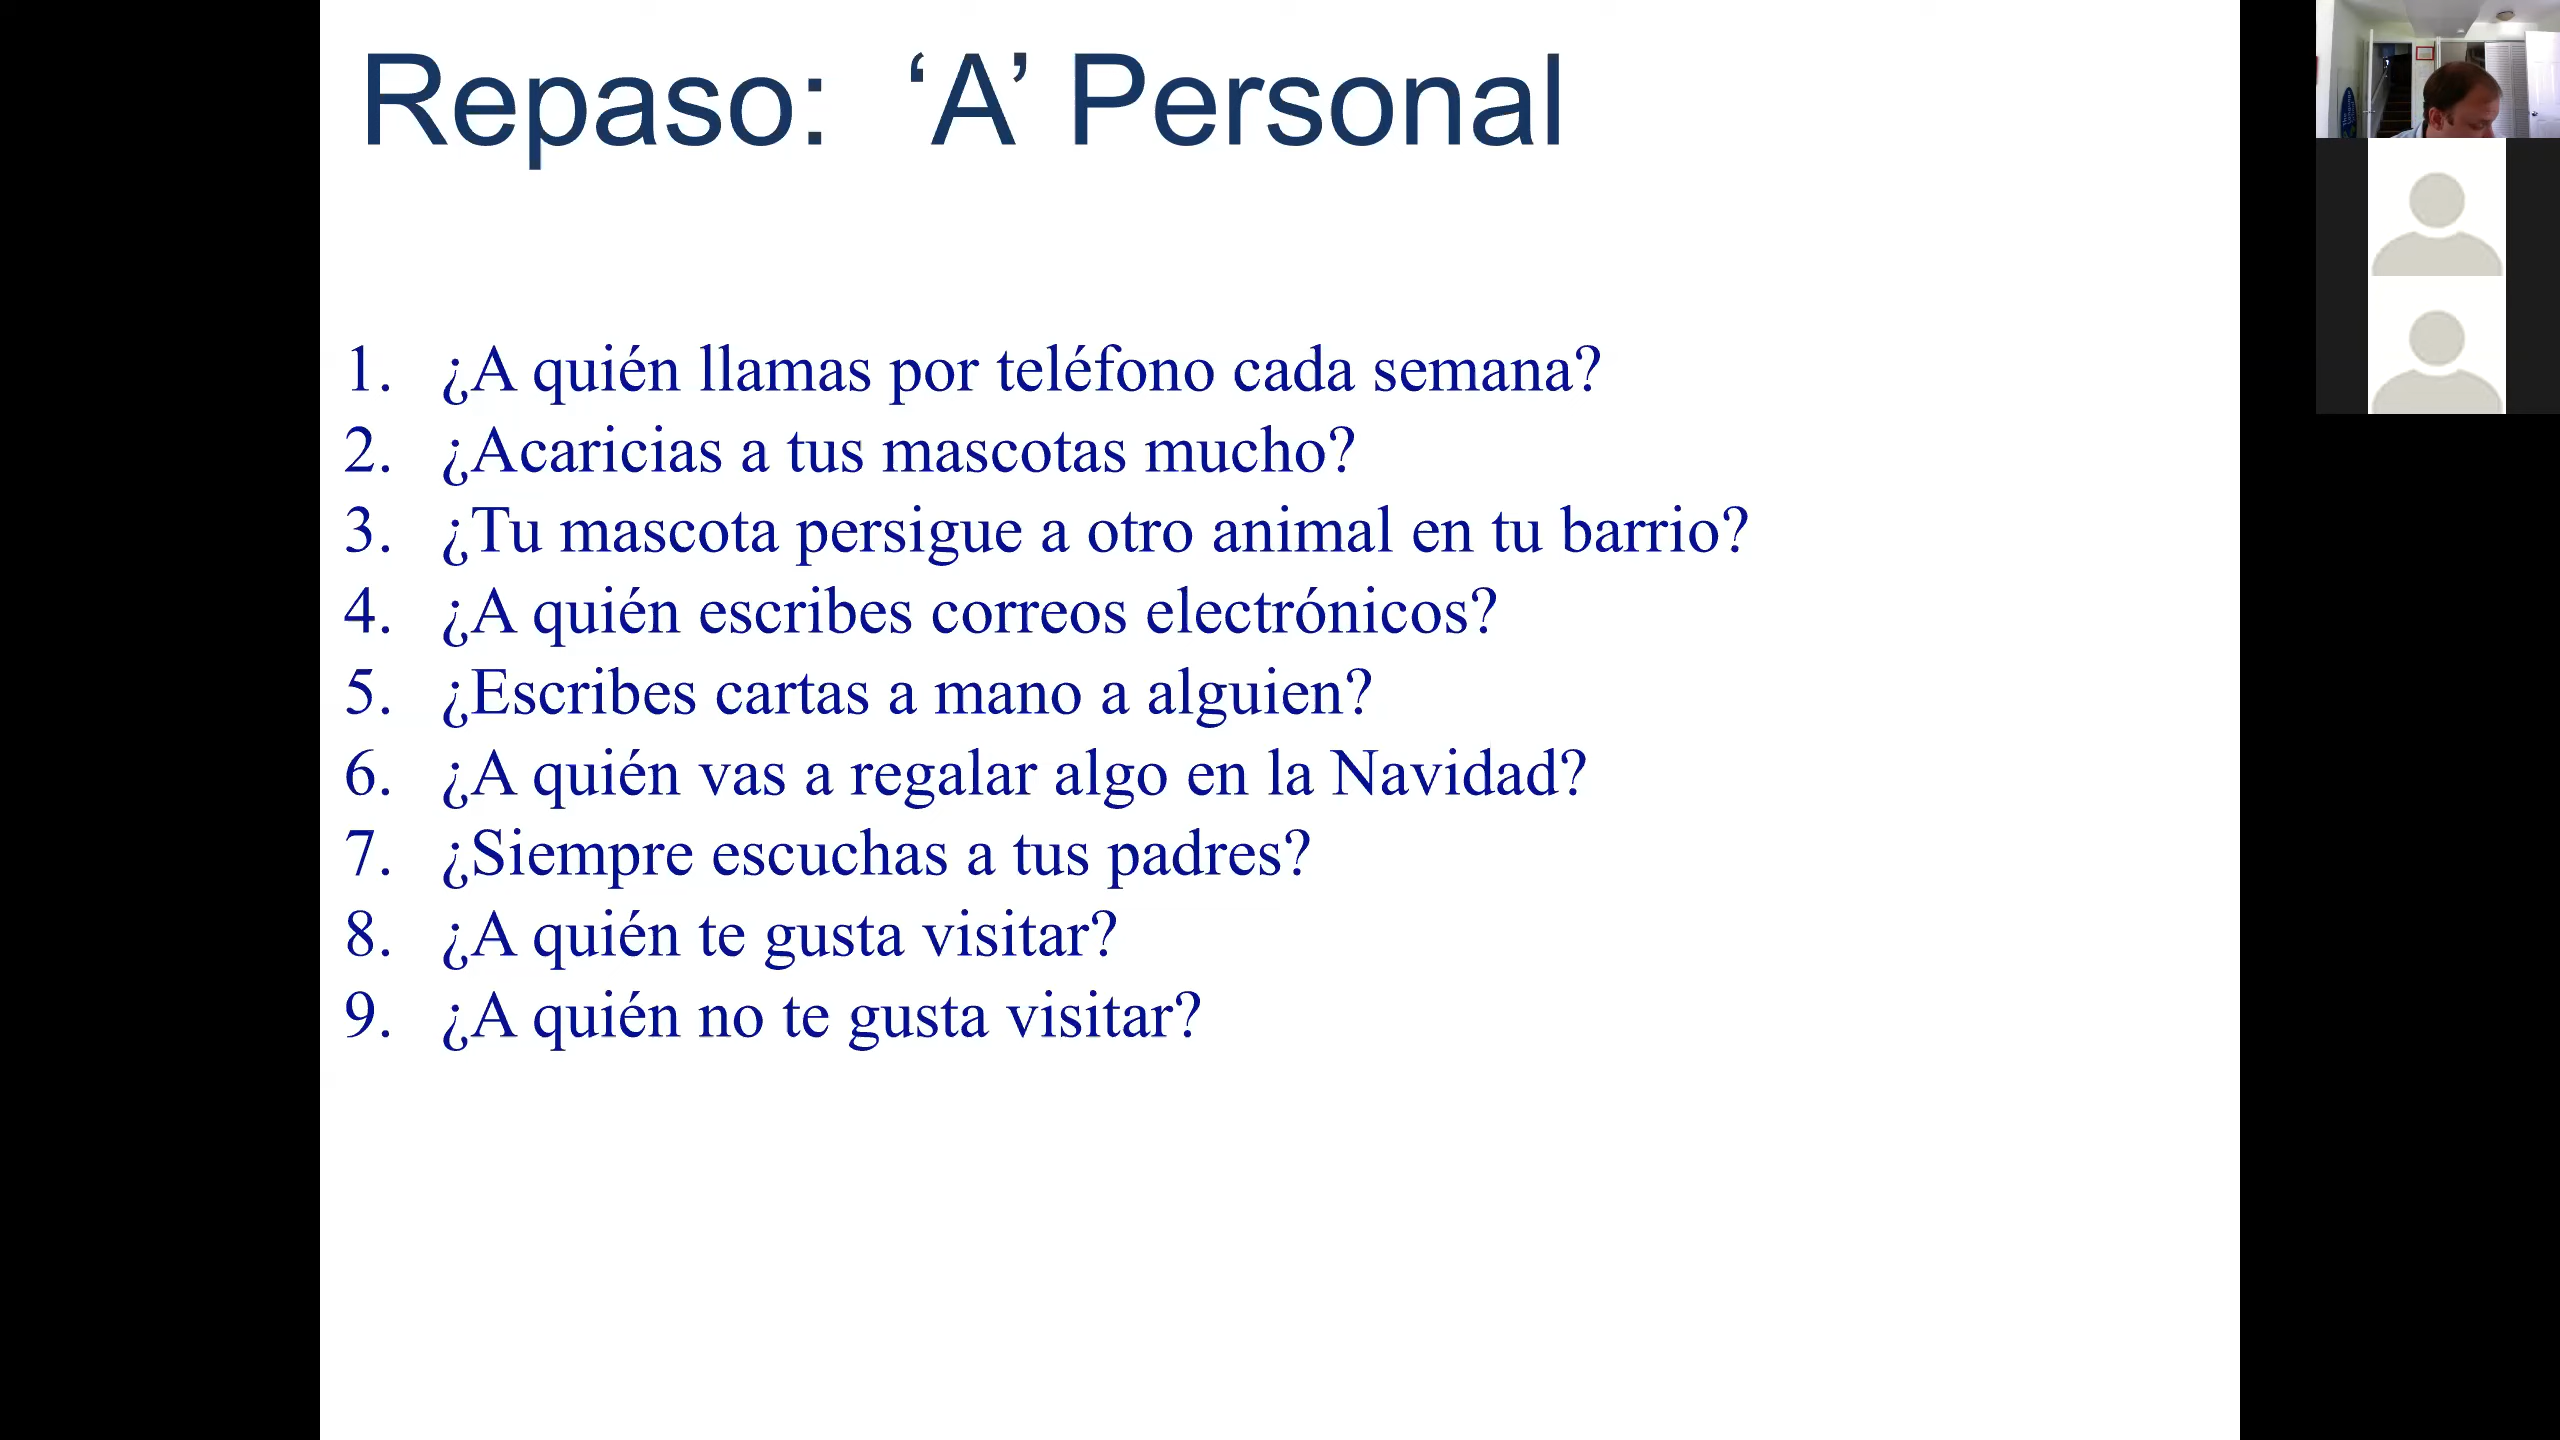 Repaso: ‘A’ Personal
1. ¿A quién llamas por teléfono cada semana?
2. ¿Acaricias a tus mascotas mucho?
3. ¿Tu mascota persigue a otro animal en tu barrio?
4. ¿A quién escribes correos electrónicos?
5. ¿Escribes cartas a mano a alguien?
6. ¿A quién vas a regalar algo en la Navidad?
7. ¿Siempre escuchas a tus padres?
8. ¿A quién te gusta visitar?
9. ¿A quién no te gusta visitar?